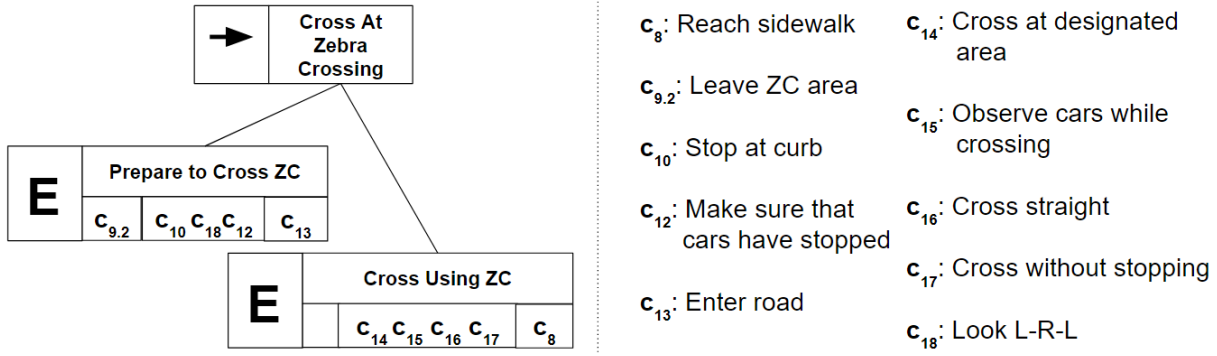 Cross At
Zebra
Crossing
E
Prepare to Cross ZC
c9.2
c10 c18 c12
c13
E
Cross Using ZC
c14 c15 c16 c17
c8
c8: Reach sidewalk
c9.2: Leave ZC area
c10: Stop at curb
c12: Make sure that
cars have stopped
c13: Enter road
c14: Cross at designated
area
c15: Observe cars while
crossing
c16: Cross straight
c17: Cross without stopping
c18: Look L-R-L